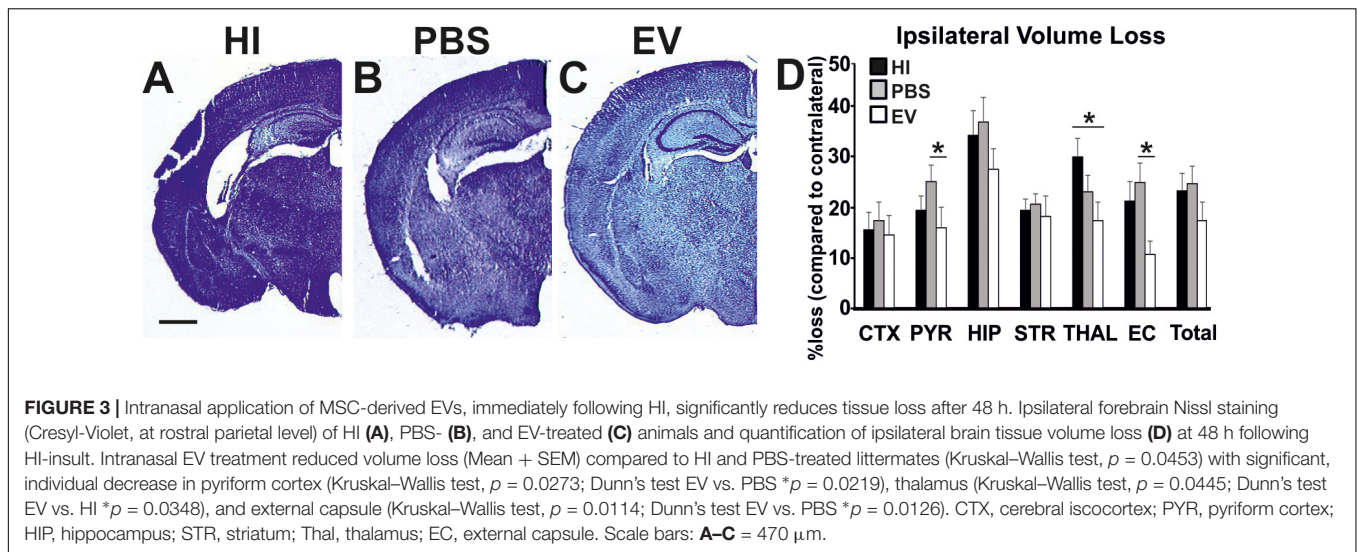 HI
PBS
EV
A
B
C
Ipsilateral Volume Loss
D
HI
PBS
EV
%loss (compared to contralateral)
50
40
30
20
10
0
*
*
*
CTX PYR HIP STR THAL EC Total
FIGURE 3 | Intranasal application of MSC-derived EVs, immediately following HI, significantly reduces tissue loss after 48 h. Ipsilateral forebrain Nissl staining
(Cresyl-Violet, at rostral parietal level) of HI (A), PBS- (B), and EV-treated (C) animals and quantification of ipsilateral brain tissue volume loss (D) at 48 h following
HI-insult. Intranasal EV treatment reduced volume loss (Mean + SEM) compared to HI and PBS-treated littermates (Kruskal–Wallis test, p = 0.0453) with significant,
individual decrease in pyriform cortex (Kruskal–Wallis test, p = 0.0273; Dunn's test EV vs. PBS *p = 0.0219), thalamus (Kruskal–Wallis test, p = 0.0445; Dunn's test
EV vs. HI *p = 0.0348), and external capsule (Kruskal–Wallis test, p = 0.0114; Dunn's test EV vs. PBS *p = 0.0126). CTX, cerebral iscocortex; PYR, pyriform cortex;
HIP, hippocampus; STR, striatum; Thal, thalamus; EC, external capsule. Scale bars: A–C = 470 μm.